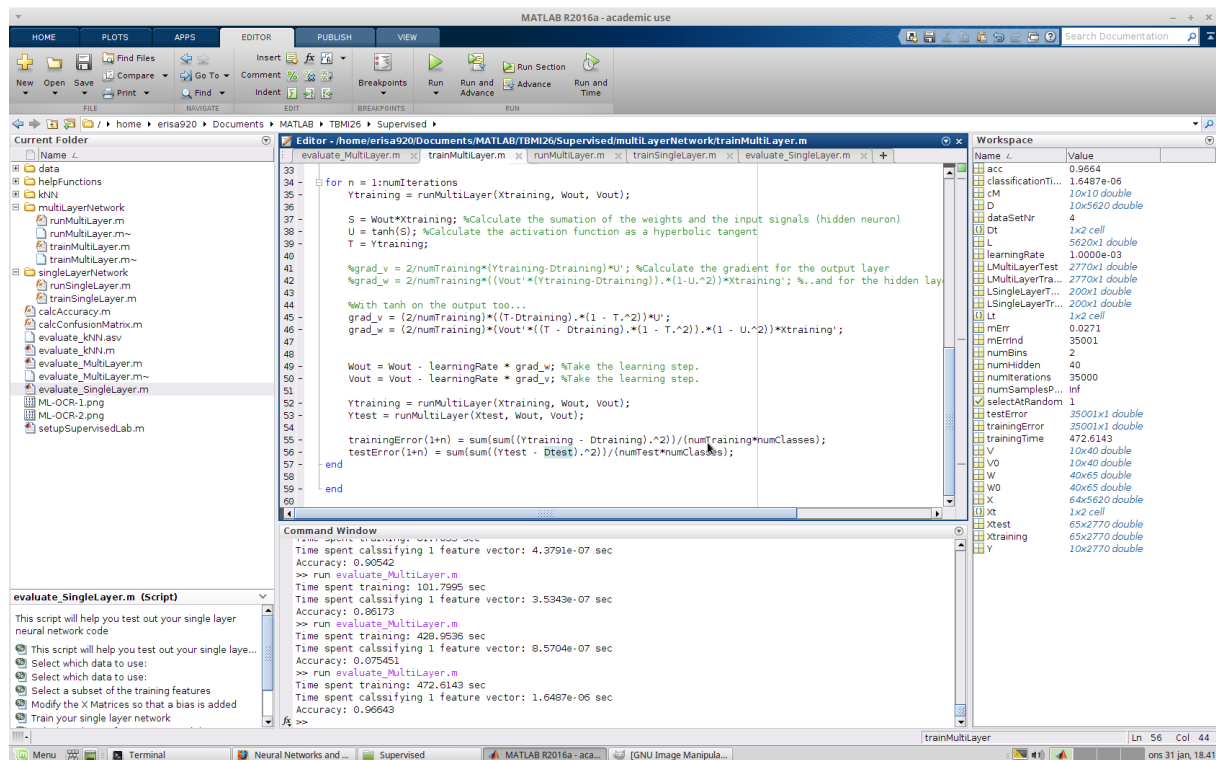 MATLAB R2016a - academic use
HOME PLOTS APPS EDITOR PUBLISH VIEW
Search Documentation
New Open Save Find Files Compare Print
Go To Find
Insert fx
Comment
Indent
Breakpoints
Run Run and Advance Run Section Advance Run and Time
FILE NAVIGATE EDIT BREAKPOINTS RUN
/ home erisa920 Documents MATLAB TBMI26 Supervised
Current Folder
Name
data
helpFunctions
kNN
multiLayerNetwork
runMultiLayer.m
runMultiLayer.m~
trainMultiLayer.m
trainMultiLayer.m~
singleLayerNetwork
runSingleLayer.m
trainSingleLayer.m
calcAccuracy.m
calcConfusionMatrix.m
evaluate_kNN.asv
evaluate_kNN.m
evaluate_MultiLayer.m
evaluate_MultiLayer.m~
evaluate_SingleLayer.m
ML-OCR-1.png
ML-OCR-2.png
setupSupervisedLab.m
evaluate_SingleLayer.m (Script)
This script will help you test out your single layer
neural network code
This script will help you test out your single laye...
Select which data to use:
Select which data to use:
Select a subset of the training features
Modify the X Matrices so that a bias is added
Train your single layer network
Editor - /home/erisa920/Documents/MATLAB/TBMI26/Supervised/multiLayerNetwork/trainMultiLayer.m
evaluate_MultiLayer.m trainMultiLayer.m runMultiLayer.m trainSingleLayer.m evaluate_SingleLayer.m +
33
34 - for n = 1:numIterations
35 - Ytraining = runMultiLayer(Xtraining, Wout, Vout);
36
37 - S = Wout*Xtraining; %Calculate the sumation of the weights and the input signals (hidden neuron)
38 - U = tanh(S); %Calculate the activation function as a hyperbolic tangent
39 - T = Ytraining;
40
41 %grad_v = 2/numTraining*(Ytraining-Dtraining)*U'; %Calculate the gradient for the output layer
42 %grad_w = 2/numTraining*((Vout'*(Ytraining-Dtraining)).*(1-U.^2))*Xtraining'; %..and for the hidden lay
43
44 %With tanh on the output too...
45 - grad_v = (2/numTraining)*((T-Dtraining).*(1 - T.^2))*U';
46 - grad_w = (2/numTraining)*(Vout'*((T - Dtraining).*(1 - T.^2)).*(1 - U.^2))*Xtraining';
47
48
49 - Wout = Wout - learningRate * grad_w; %Take the learning step.
50 - Vout = Vout - learningRate * grad_v; %Take the learning step.
51
52 - Ytraining = runMultiLayer(Xtraining, Wout, Vout);
53 - Ytest = runMultiLayer(Xtest, Wout, Vout);
54
55 - trainingError(1+n) = sum(sum((Ytraining - Dtraining).^2))/(numTraining*numClasses);
56 - testError(1+n) = sum(sum((Ytest - Dtest).^2))/(numTest*numClasses);
57 - end
58
59 - end
60
Command Window
Time spent calssifying 1 feature vector: 4.3791e-07 sec
Accuracy: 0.90542
>> run evaluate_MultiLayer.m
Time spent training: 101.7995 sec
Time spent calssifying 1 feature vector: 3.5343e-07 sec
Accuracy: 0.86173
>> run evaluate_MultiLayer.m
Time spent training: 428.9536 sec
Time spent calssifying 1 feature vector: 8.5704e-07 sec
Accuracy: 0.075451
>> run evaluate_MultiLayer.m
Time spent training: 472.6143 sec
Time spent calssifying 1 feature vector: 1.6487e-06 sec
Accuracy: 0.96643
fx >>
Workspace
Name Value
acc 0.9664
classificationTi... 1.6487e-06
cM 10x10 double
D 10x5620 double
dataSetNr 4
Dt 1x2 cell
L 5620x1 double
learningRate 1.0000e-03
LMultiLayerTest 2770x1 double
LMultiLayerTra... 2770x1 double
LSingleLayerT... 200x1 double
LSingleLayerTr... 200x1 double
Lt 1x2 cell
mErr 0.0271
mErrInd 35001
numBins 2
numHidden 40
numIterations 35000
numSamplesP... Inf
selectAtRandom 1
testError 35001x1 double
trainingError 35001x1 double
trainingTime 472.6143
V 10x40 double
V0 10x40 double
W 40x65 double
W0 40x65 double
X 64x5620 double
Xt 1x2 cell
Xtest 65x2770 double
Xtraining 65x2770 double
Y 10x2770 double
trainMultiLayer Ln 56 Col 44
Menu Terminal Neural Networks and ... Supervised MATLAB R2016a - aca... [GNU Image Manipula... ons 31 jan, 18.41